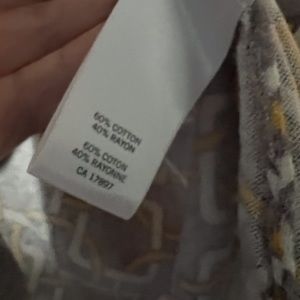 60% COTTON
40% RAYON
60% COTON
40% RAYONNE
CA 17897